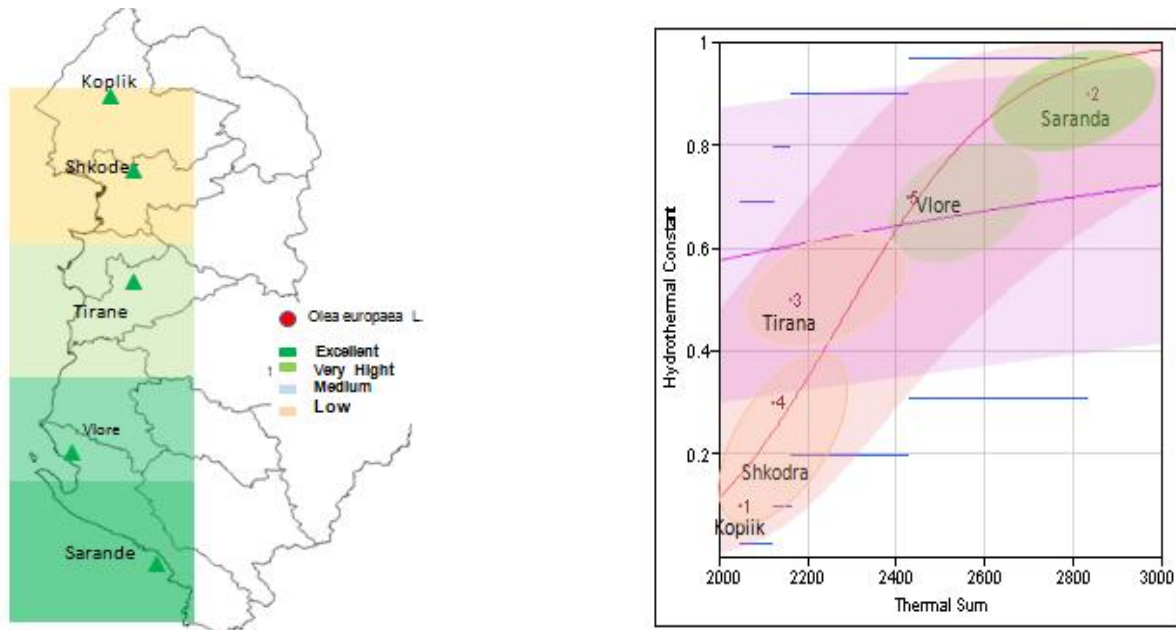 Koplik
Shkoder
Tirane
Vlore
Sarande
Olea europaea L.
Excellent
Very Hight
1
Medium
Low
Hydrothermal Constant
1
0.8
0.6
0.4
0.2
2
Saranda
5
Vlore
3
Tirana
4
Shkodra
1
Koplik
2000 2200 2400 2600 2800 3000
Thermal Sum